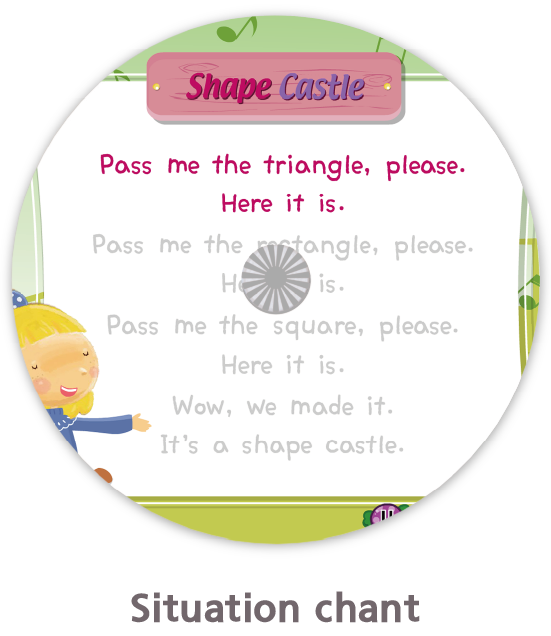 Shape Castle
Pass me the triangle, please.
Here it is.
Pass me the rectangle, please.
is.
Pass me the square, please.
Here it is.
Wow, we made it.
It's a shape castle.
Situation chant